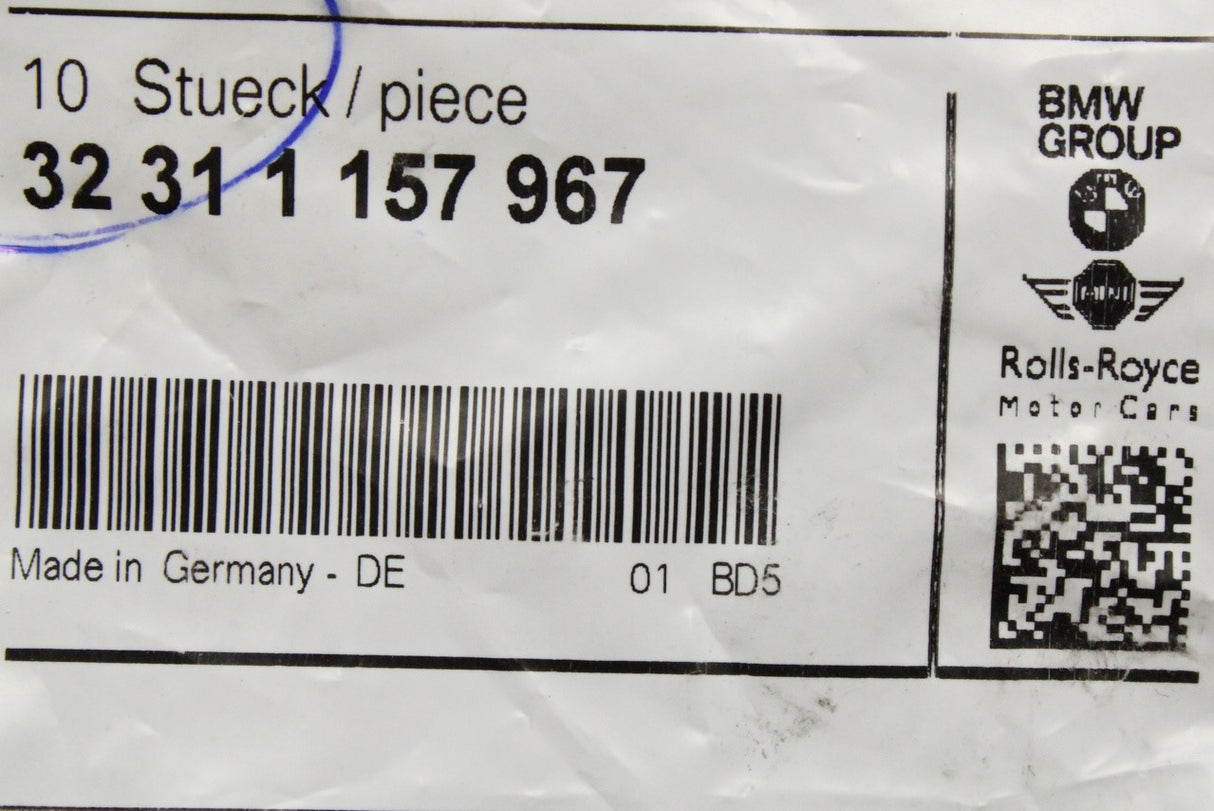 10 Stueck / piece
32 31 1 157 967
Made in Germany - DE
01 BD5
BMW
GROUP
MINI
Rolls-Royce
Motor Cars